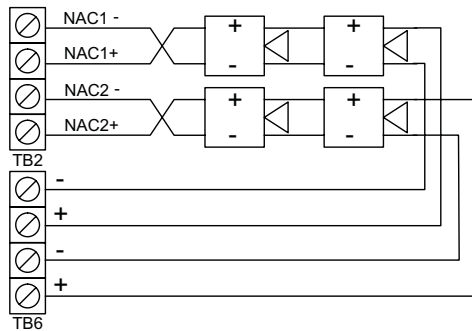 NAC1 -
+ +
NAC1+
- -
NAC2 -
+ +
NAC2+
- -
TB2
-
+
-
+
TB6